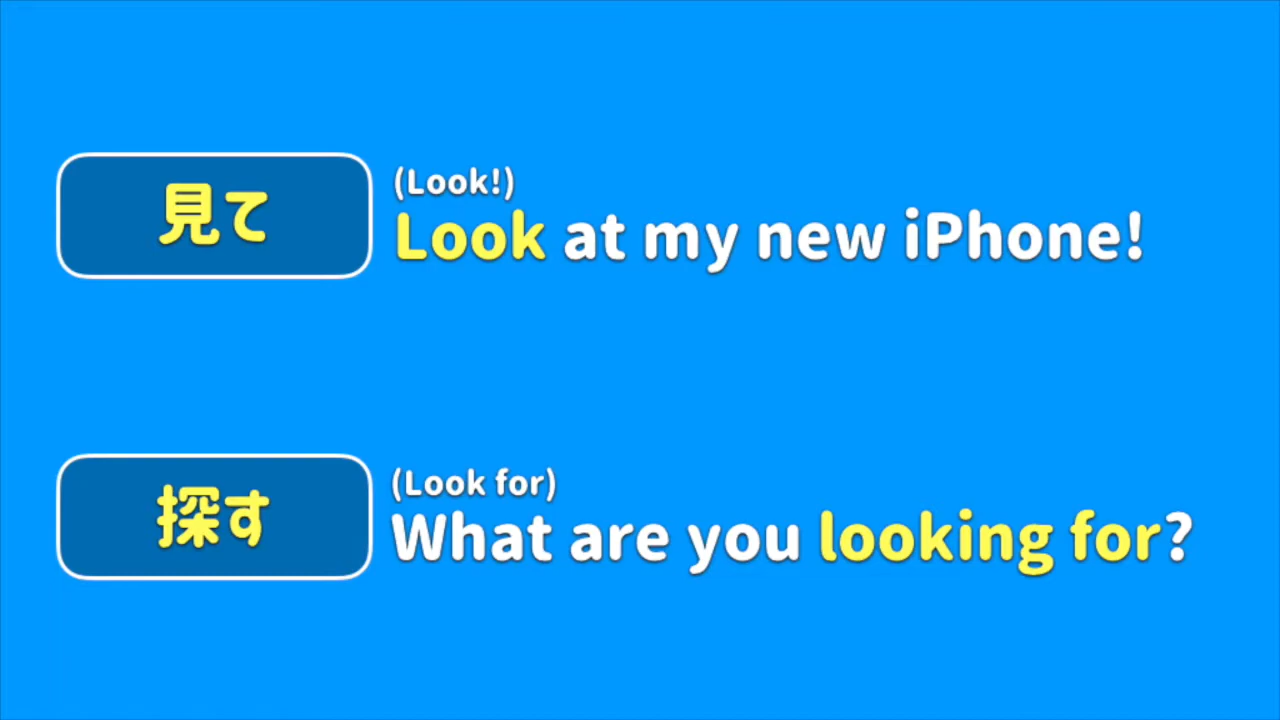 見て
(Look!)
Look at my new iPhone!
探す
(Look for)
What are you looking for?